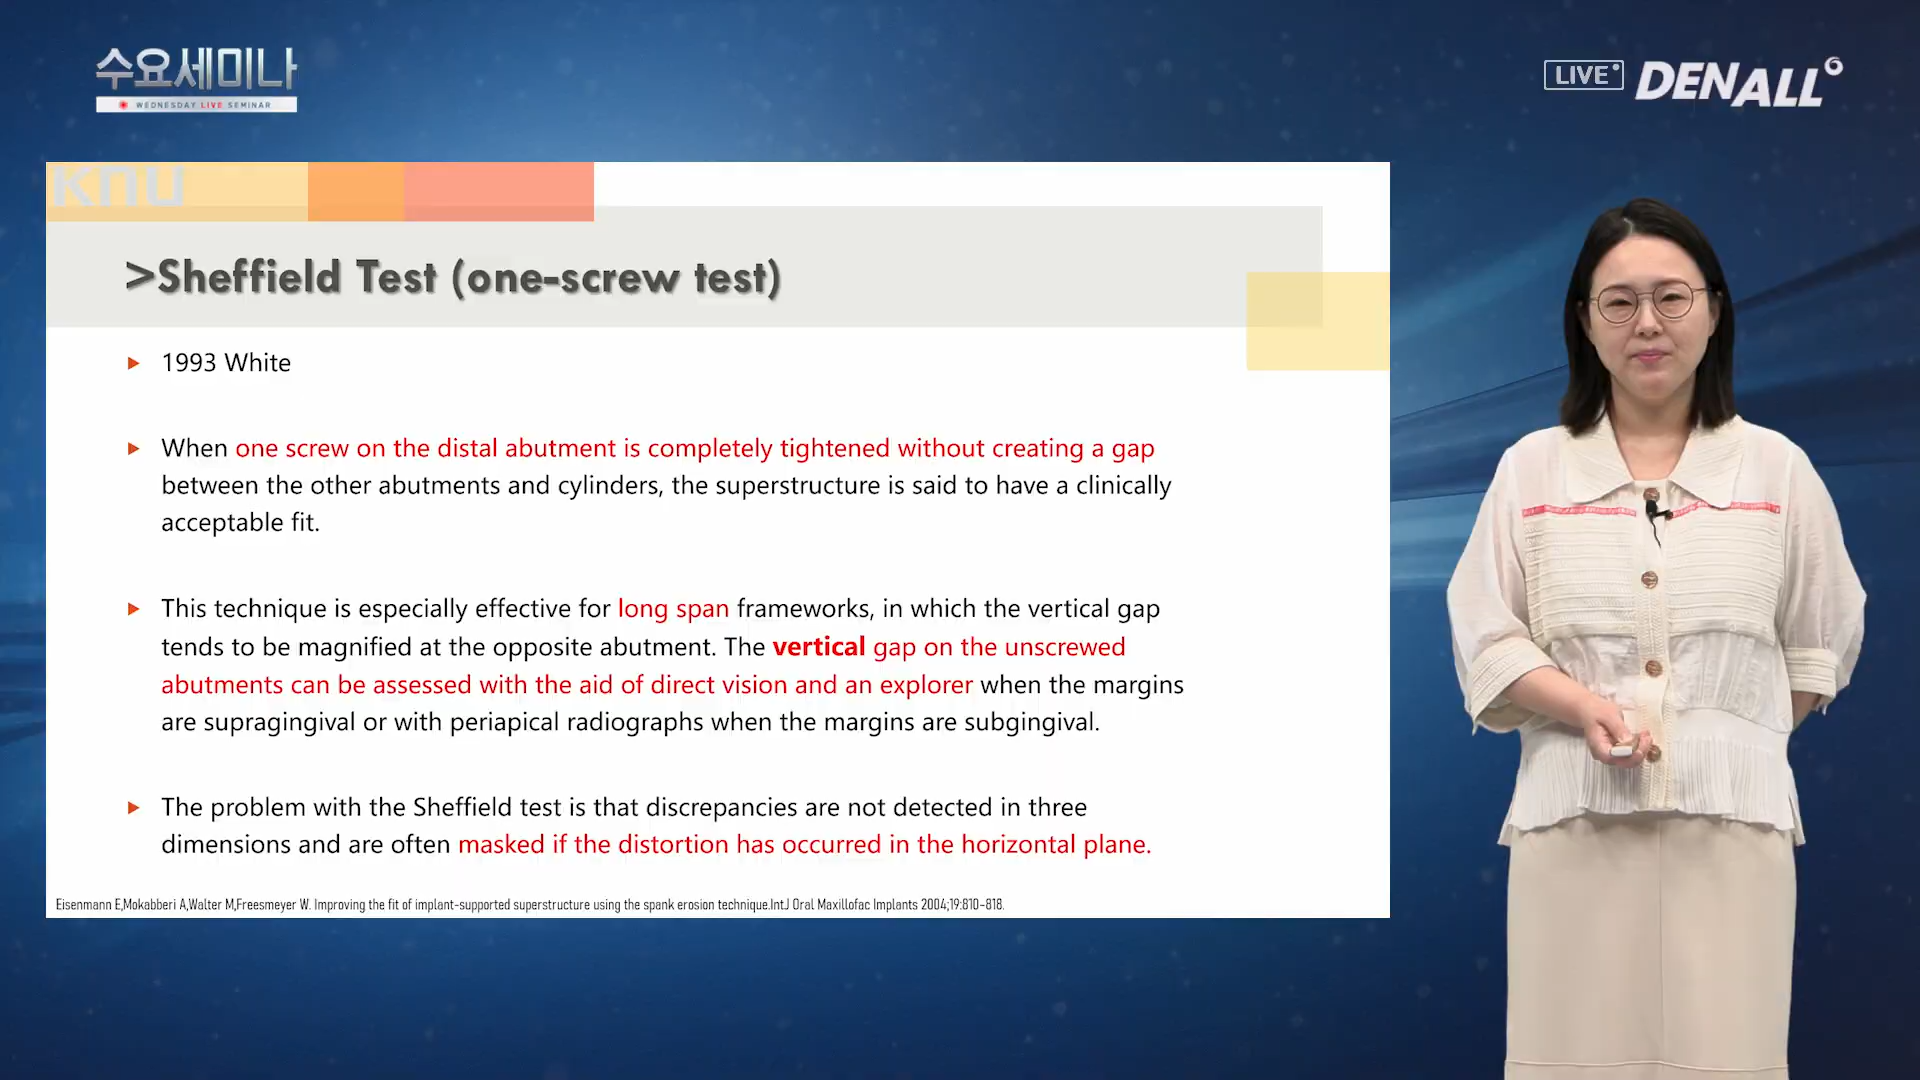 수요세미나
WEDNESDAY LIVE SEMINAR
LIVE
DENALL
knu
>Sheffield Test (one-screw test)
1993 White
When one screw on the distal abutment is completely tightened without creating a gap
between the other abutments and cylinders, the superstructure is said to have a clinically
acceptable fit.
This technique is especially effective for long span frameworks, in which the vertical gap
tends to be magnified at the opposite abutment. The vertical gap on the unscrewed
abutments can be assessed with the aid of direct vision and an explorer when the margins
are supragingival or with periapical radiographs when the margins are subgingival.
The problem with the Sheffield test is that discrepancies are not detected in three
dimensions and are often masked if the distortion has occurred in the horizontal plane.
Eisenmann E,Mokabberi A,Walter M,Freesmeyer W. Improving the fit of implant-supported superstructure using the spank erosion technique.IntJ Oral Maxillofac Implants 2004;19:810-818.